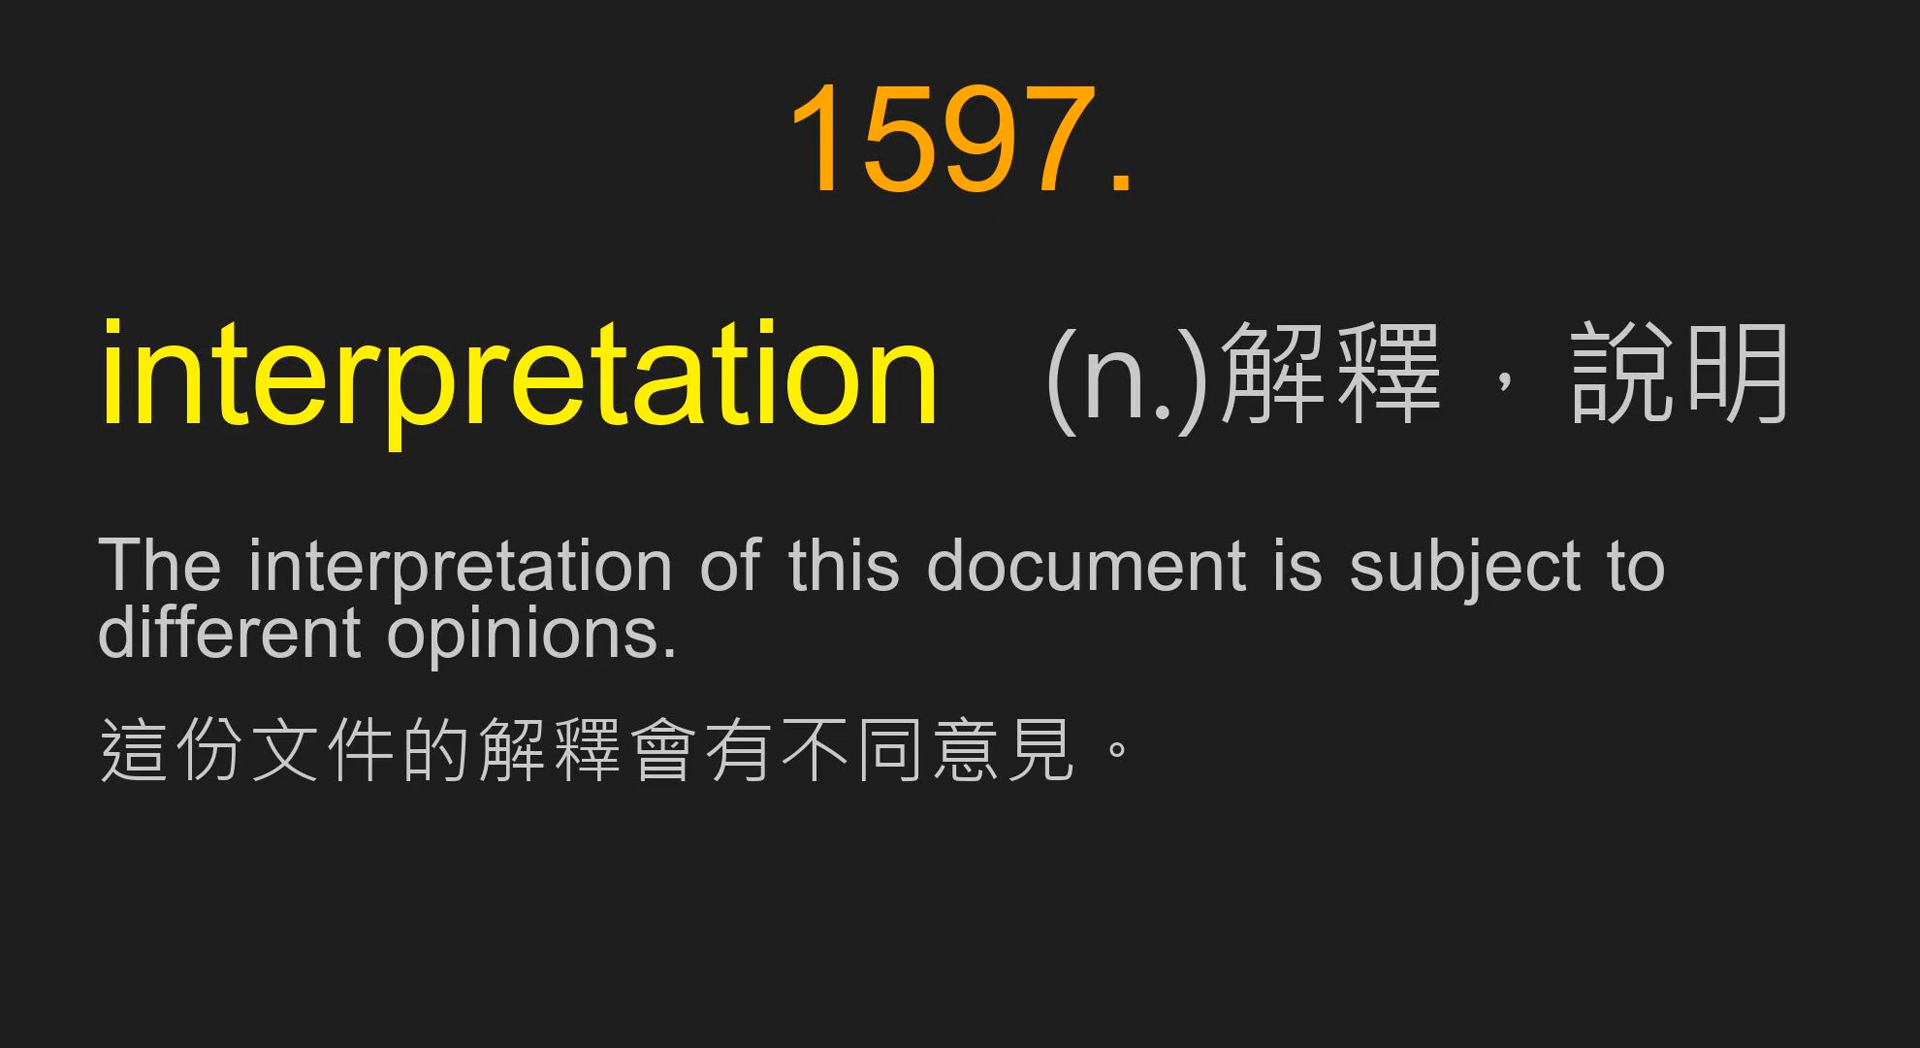 1597.
interpretation (n.)解釋，說明
The interpretation of this document is subject to
different opinions.
這份文件的解釋會有不同意見。